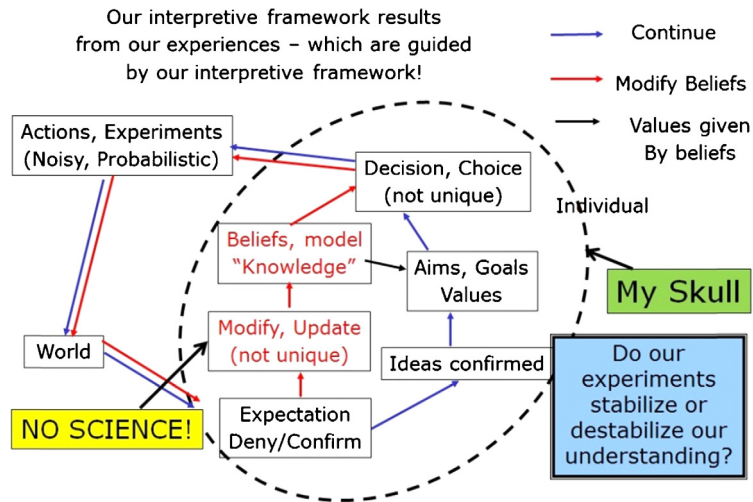 Our interpretive framework results
from our experiences – which are guided
by our interpretive framework!
Continue
Modify Beliefs
Values given
By beliefs
Actions, Experiments
(Noisy, Probabilistic)
Decision, Choice
(not unique)
Individual
Beliefs, model
“Knowledge”
Aims, Goals
Values
My Skull
Modify, Update
(not unique)
World
Ideas confirmed
Do our
experiments
stabilize or
destabilize our
understanding?
NO SCIENCE!
Expectation
Deny/Confirm